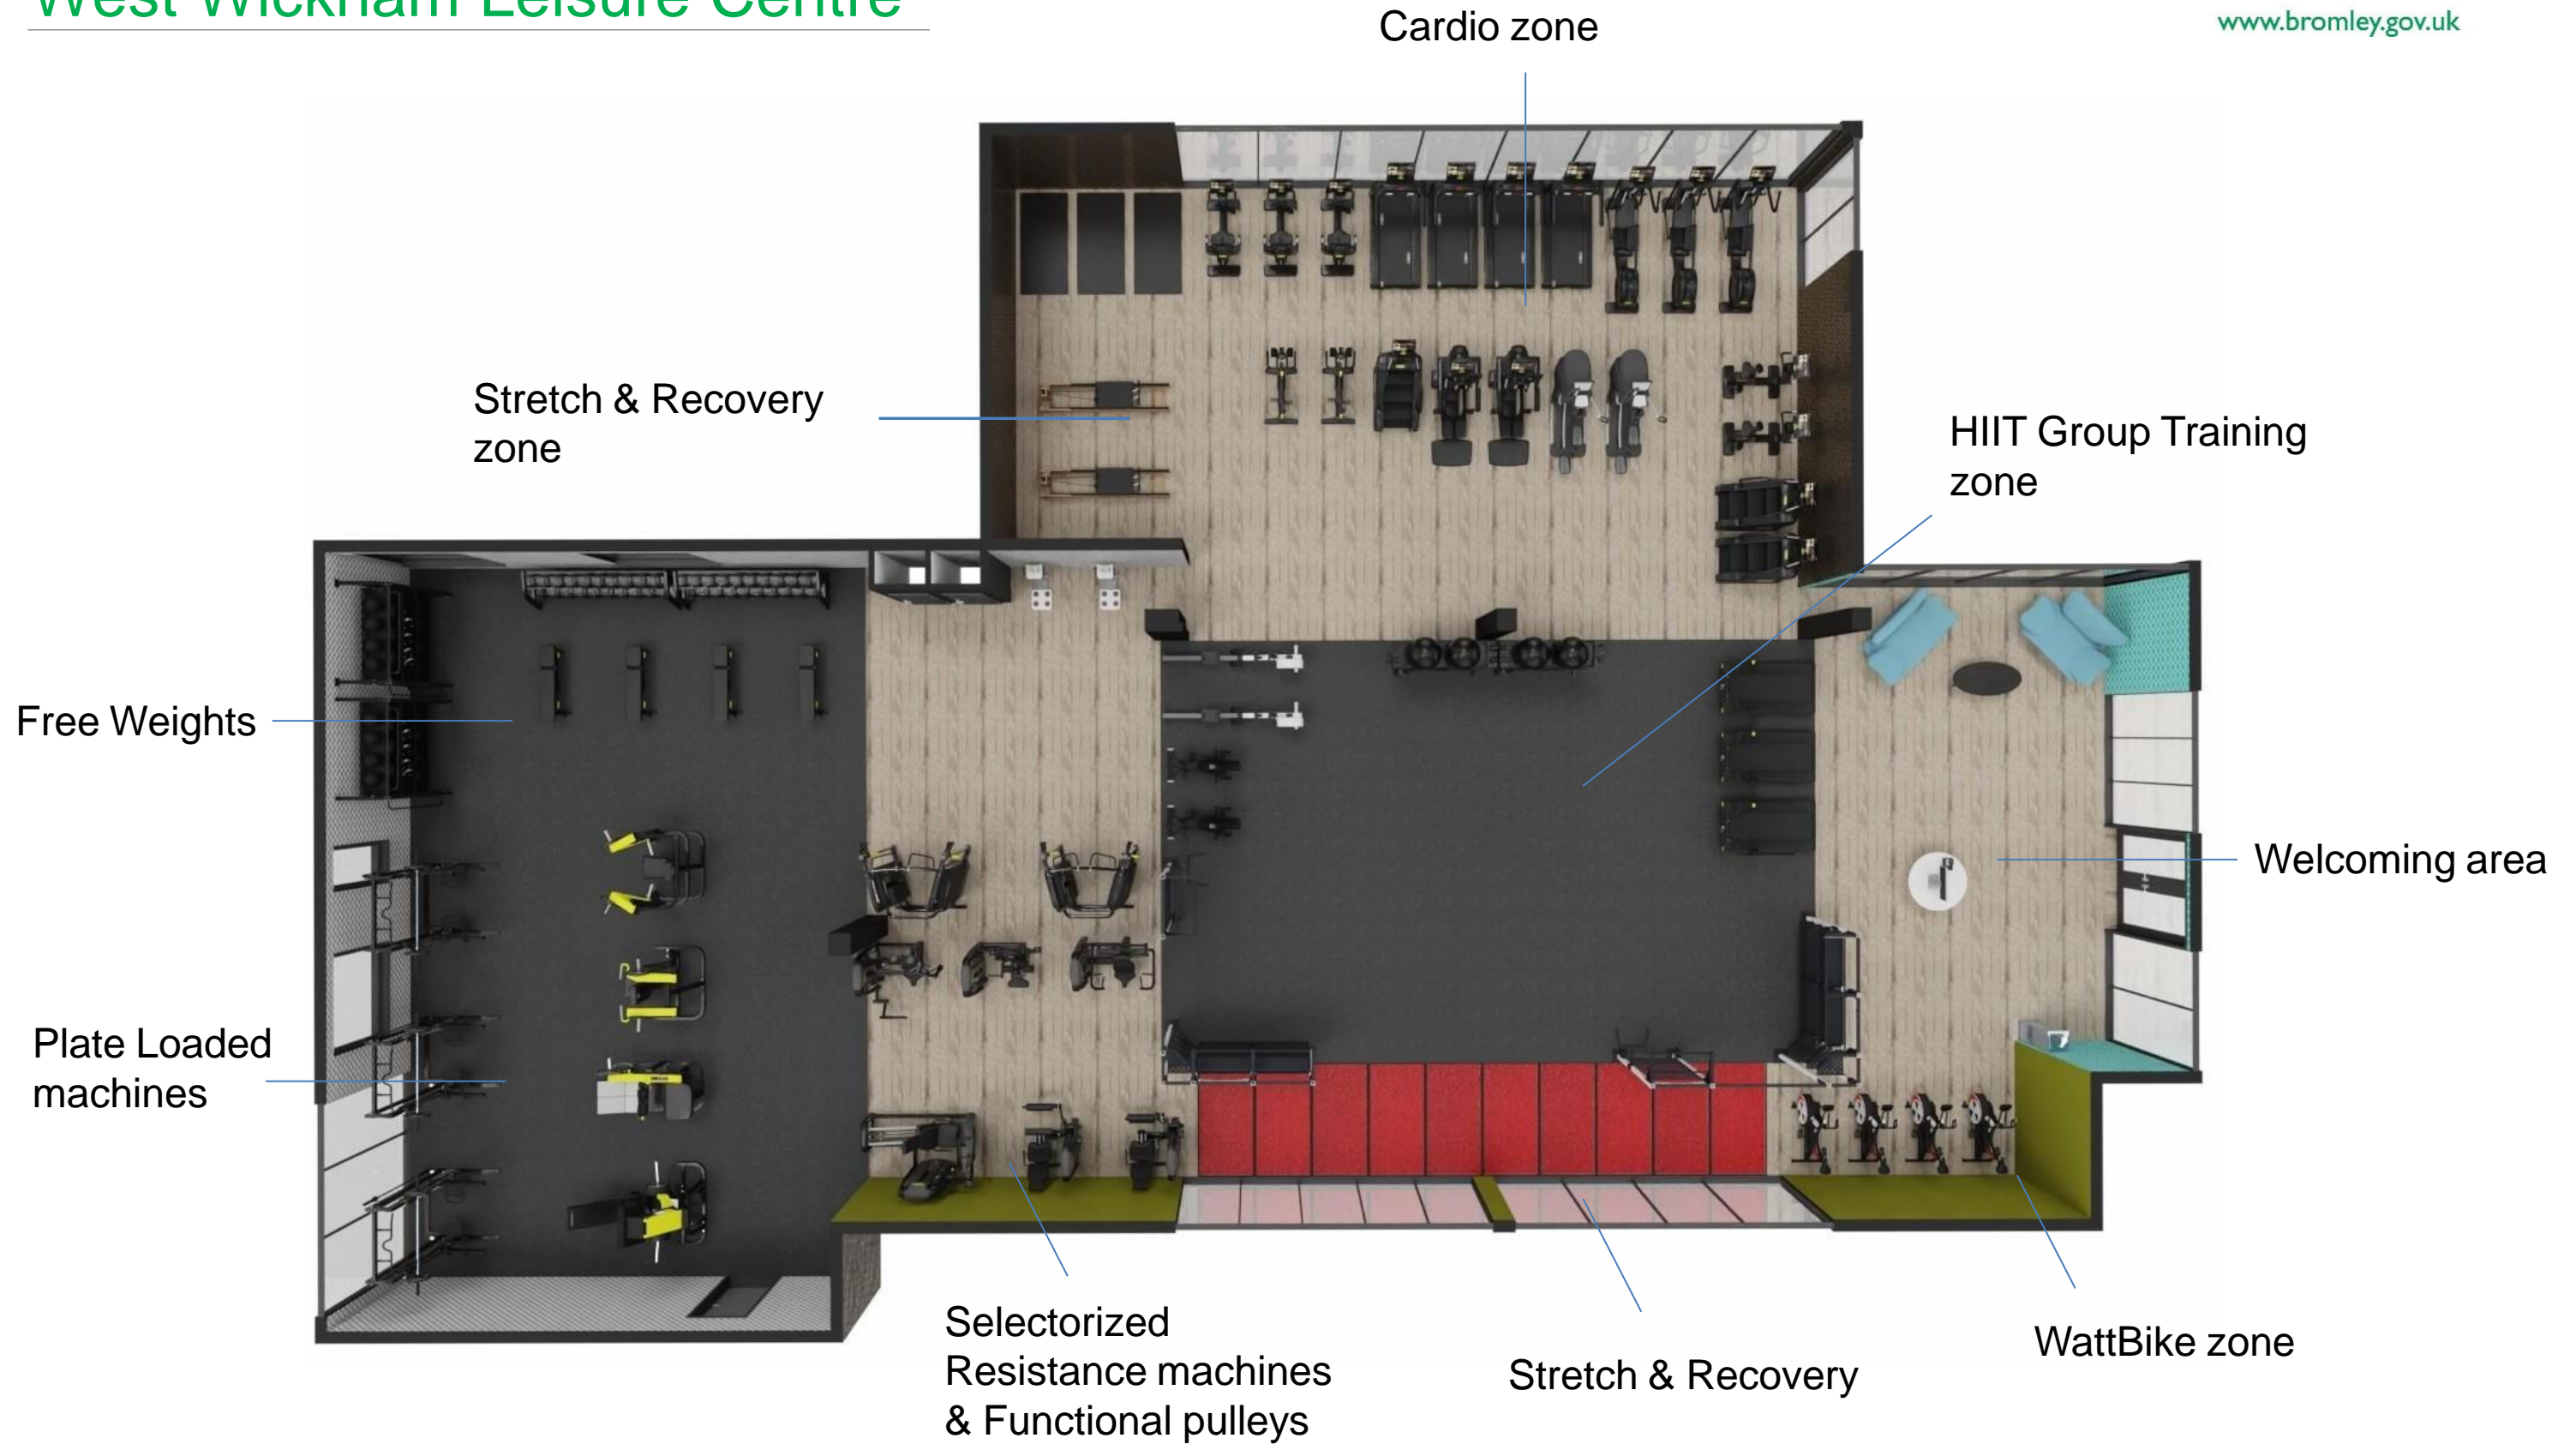 West Wickham Leisure Centre
www.bromley.gov.uk
Cardio zone
Stretch & Recovery
zone
HIIT Group Training
zone
Free Weights
Welcoming area
Plate Loaded
machines
Selectorized
Resistance machines
& Functional pulleys
Stretch & Recovery
WattBike zone